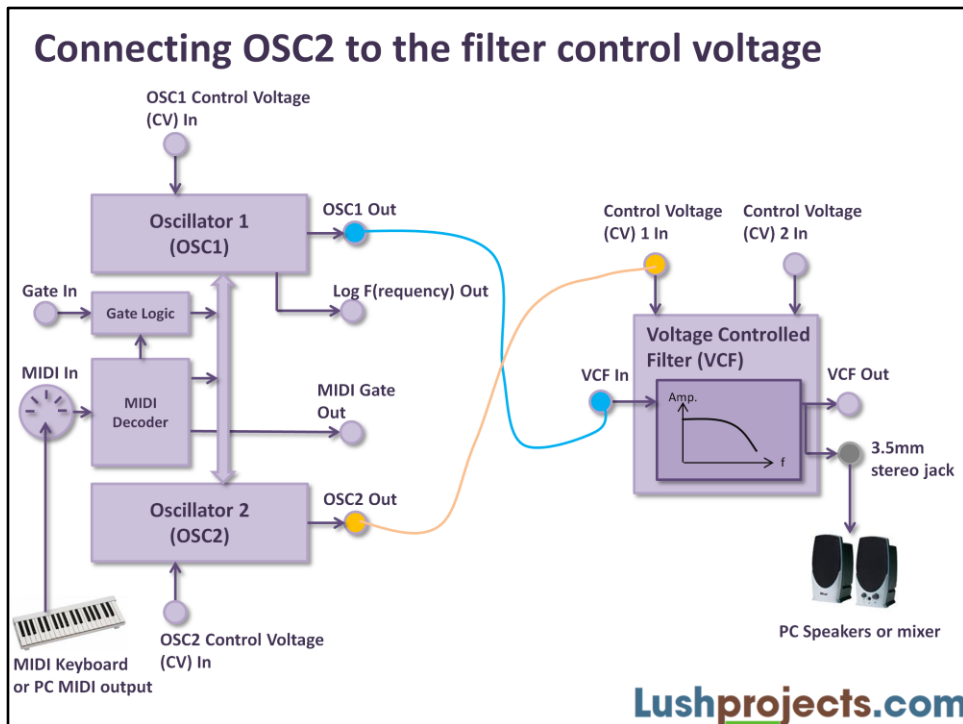 Connecting OSC2 to the filter control voltage
OSC1 Control Voltage
(CV) In
Oscillator 1
(OSC1)
OSC1 Out
Control Voltage
(CV) 1 In
Control Voltage
(CV) 2 In
Gate In
Gate Logic
Log F(requency) Out
Voltage Controlled
Filter (VCF)
MIDI In
MIDI
Decoder
MIDI Gate
Out
VCF In
Amp.
f
VCF Out
3.5mm
stereo jack
Oscillator 2
(OSC2)
OSC2 Out
OSC2 Control Voltage
(CV) In
MIDI Keyboard
or PC MIDI output
PC Speakers or mixer
Lushprojects.com